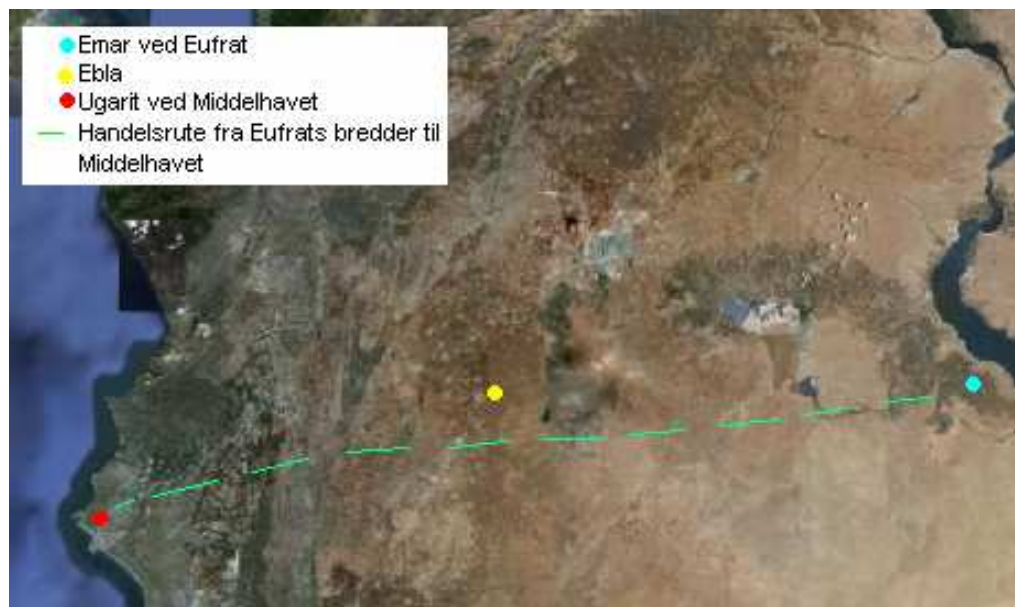 Emar ved Eufrat
Ebla
Ugarit ved Middelhavet
Handelsrute fra Eufrats bredder til
Middelhavet